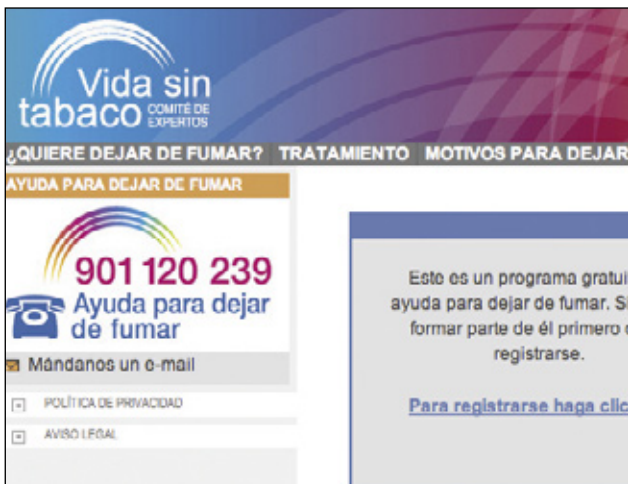 Vida sin
tabaco COMITÉ DE
EXPERTOS
¿QUIERE DEJAR DE FUMAR? TRATAMIENTO MOTIVOS PARA DEJAR
AYUDA PARA DEJAR DE FUMAR
901 120 239
Ayuda para dejar
de fumar
Mándanos un e-mail
POLÍTICA DE PRIVACIDAD
AVISO LEGAL
Este es un programa
ayuda para dejar de fumar.
formar parte de él primero
registrarse.
Para registrarse haga